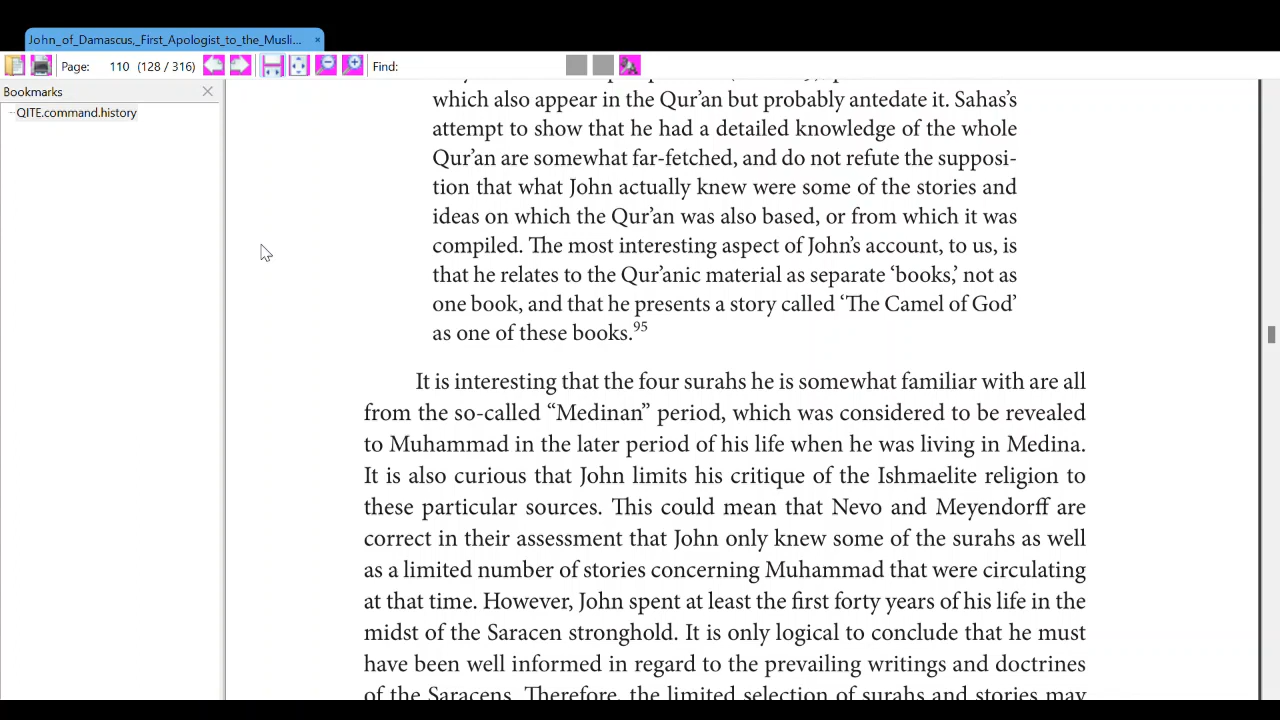 John_of_Damascus,_First_Apologist_to_the_Musli... ×
Page: 110 (128 / 316) Find:
Bookmarks
QITE.command.history
which also appear in the Qur’an but probably antedate it. Sahas’s
attempt to show that he had a detailed knowledge of the whole
Qur’an are somewhat far-fetched, and do not refute the supposi-
tion that what John actually knew were some of the stories and
ideas on which the Qur’an was also based, or from which it was
compiled. The most interesting aspect of John’s account, to us, is
that he relates to the Qur’anic material as separate ‘books,’ not as
one book, and that he presents a story called ‘The Camel of God’
as one of these books.95
It is interesting that the four surahs he is somewhat familiar with are all
from the so-called “Medinan” period, which was considered to be revealed
to Muhammad in the later period of his life when he was living in Medina.
It is also curious that John limits his critique of the Ishmaelite religion to
these particular sources. This could mean that Nevo and Meyendorff are
correct in their assessment that John only knew some of the surahs as well
as a limited number of stories concerning Muhammad that were circulating
at that time. However, John spent at least the first forty years of his life in the
midst of the Saracen stronghold. It is only logical to conclude that he must
have been well informed in regard to the prevailing writings and doctrines
of the Saracens. Therefore, the limited selection of surahs and stories may